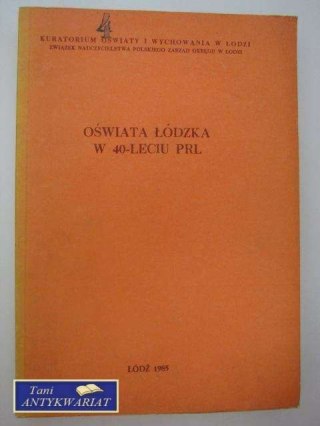 4
KURATORIUM OŚWIATY I WYCHOWANIA W ŁODZI
ZWIĄZEK NAUCZYCIELSTWA POLSKIEGO ZARZĄD OKRĘGU W ŁODZI
OŚWIATA ŁÓDZKA
W 40-LECIU PRL
ŁÓDŹ 1985
Tani
ANTYKWARIAT